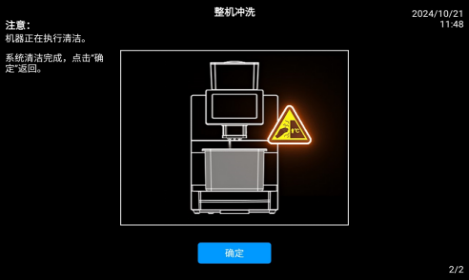 整机冲洗
2024/10/21
11:48
注意:
机器正在执行清洁。
系统清洁完成，点击"确
定"返回。
确定
2/2